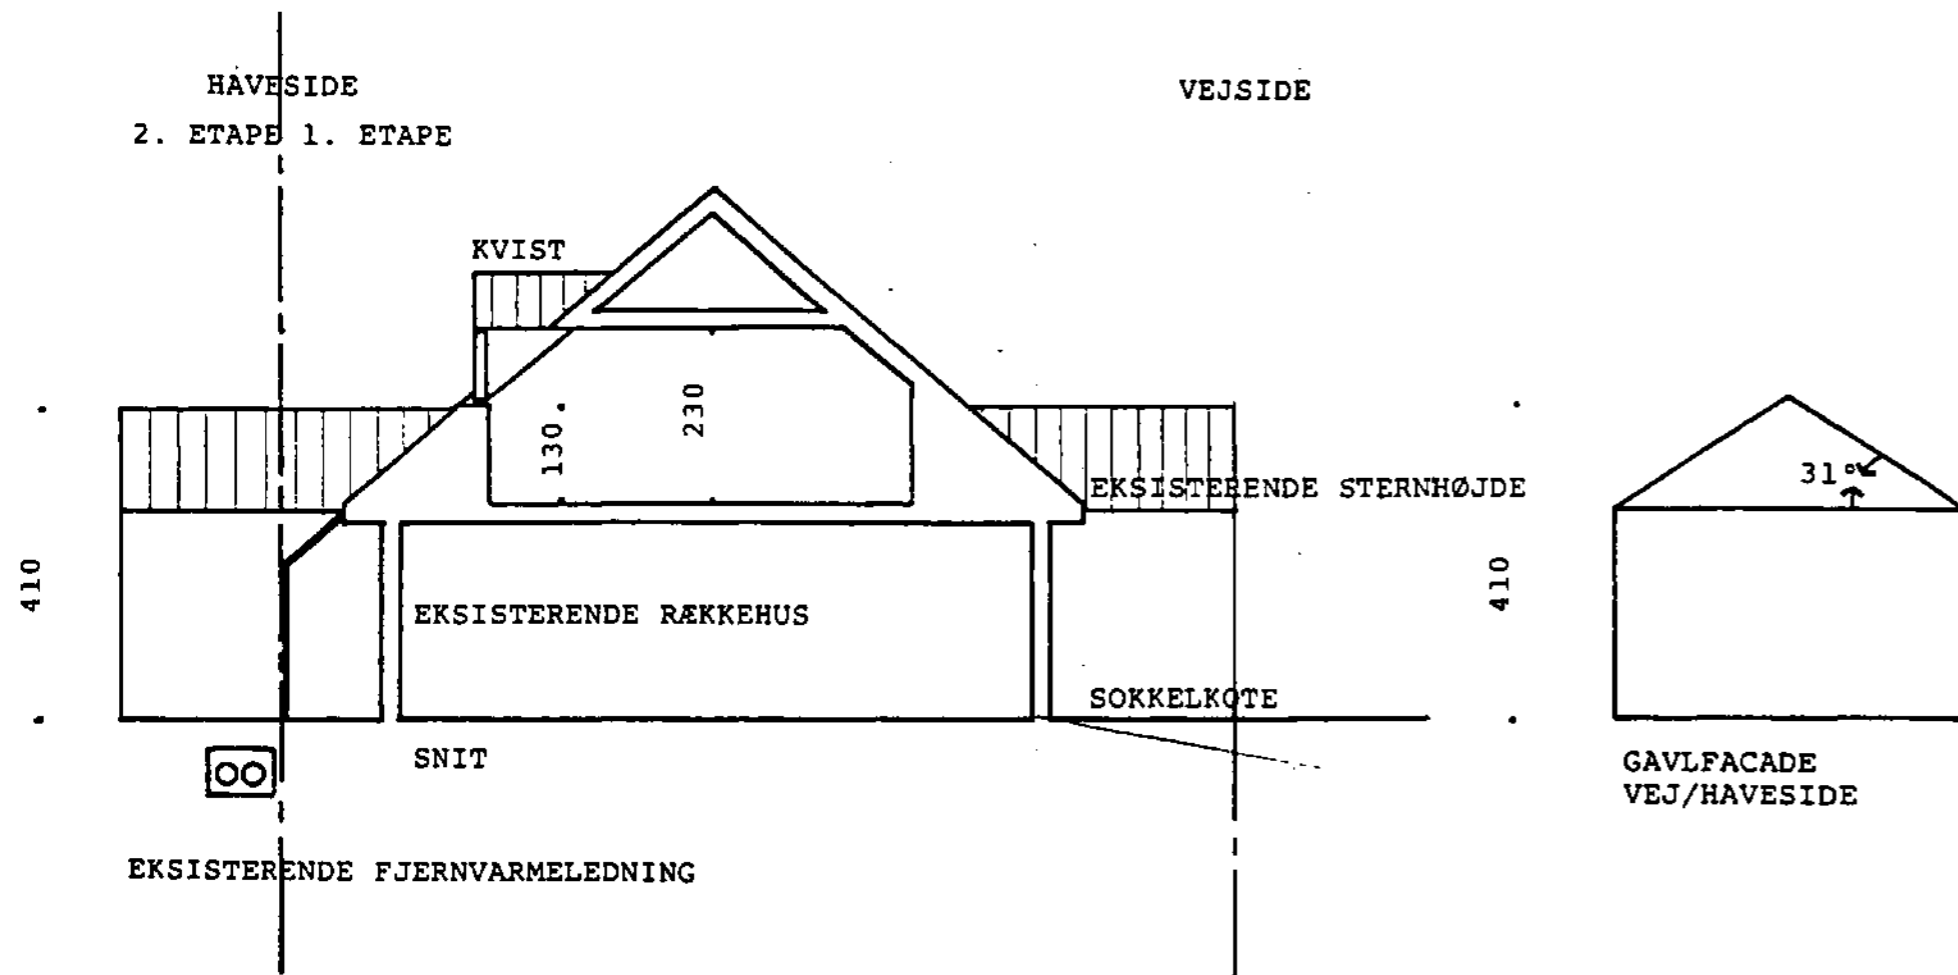 HAVESIDE
VEJSIDE
2. ETAPE 1. ETAPE
KVIST
130
230
EKSISTERENDE STERNHØJDE
31°
410
410
EKSISTERENDE RÆKKEHUS
SOKKELKOTE
SNIT
GAVLFACADE
VEJ/HAVESIDE
EKSISTERENDE FJERNVARMELEDNING